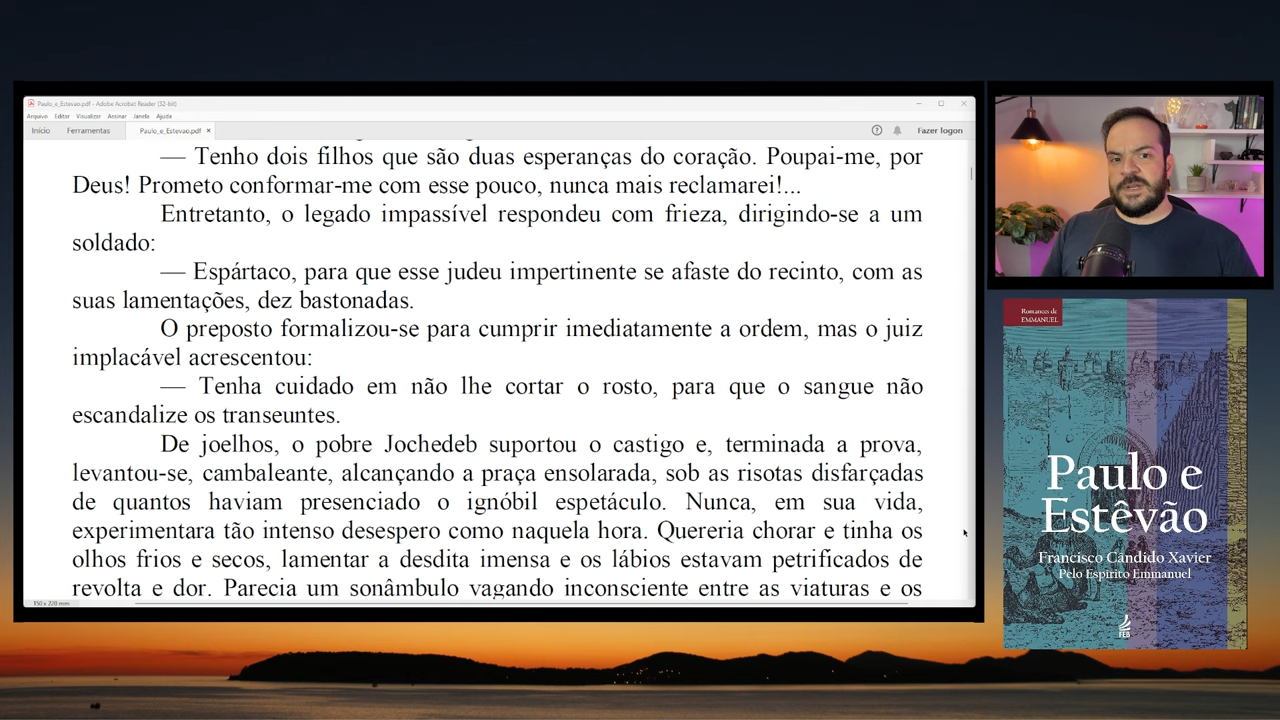 Paulo_e_Estevao.pdf - Adobe Acrobat Reader (32-bit)
Arquivo Editar Visualizar Assinar Janela Ajuda
Início Ferramentas Paulo_e_Estevao.pdf × Fazer logon
— Tenho dois filhos que são duas esperanças do coração. Poupai-me, por
Deus! Prometo conformar-me com esse pouco, nunca mais reclamarei!...
Entretanto, o legado impassível respondeu com frieza, dirigindo-se a um
soldado:
— Espártaco, para que esse judeu impertinente se afaste do recinto, com as
suas lamentações, dez bastonadas.
O preposto formalizou-se para cumprir imediatamente a ordem, mas o juiz
implacável acrescentou:
— Tenha cuidado em não lhe cortar o rosto, para que o sangue não
escandalize os transeuntes.
De joelhos, o pobre Jochedeb suportou o castigo e, terminada a prova,
levantou-se, cambaleante, alcançando a praça ensolarada, sob as risotas disfarçadas
de quantos haviam presenciado o ignóbil espetáculo. Nunca, em sua vida,
experimentara tão intenso desespero como naquela hora. Quereria chorar e tinha os
olhos frios e secos, lamentar a desdita imensa e os lábios estavam petrificados de
revolta e dor. Parecia um sonâmbulo vagando inconsciente entre as viaturas e os
150 x 220 mm
Romances de
EMMANUEL
Paulo e
Estêvão
Francisco Cândido Xavier
Pelo Espírito Emmanuel
FEB